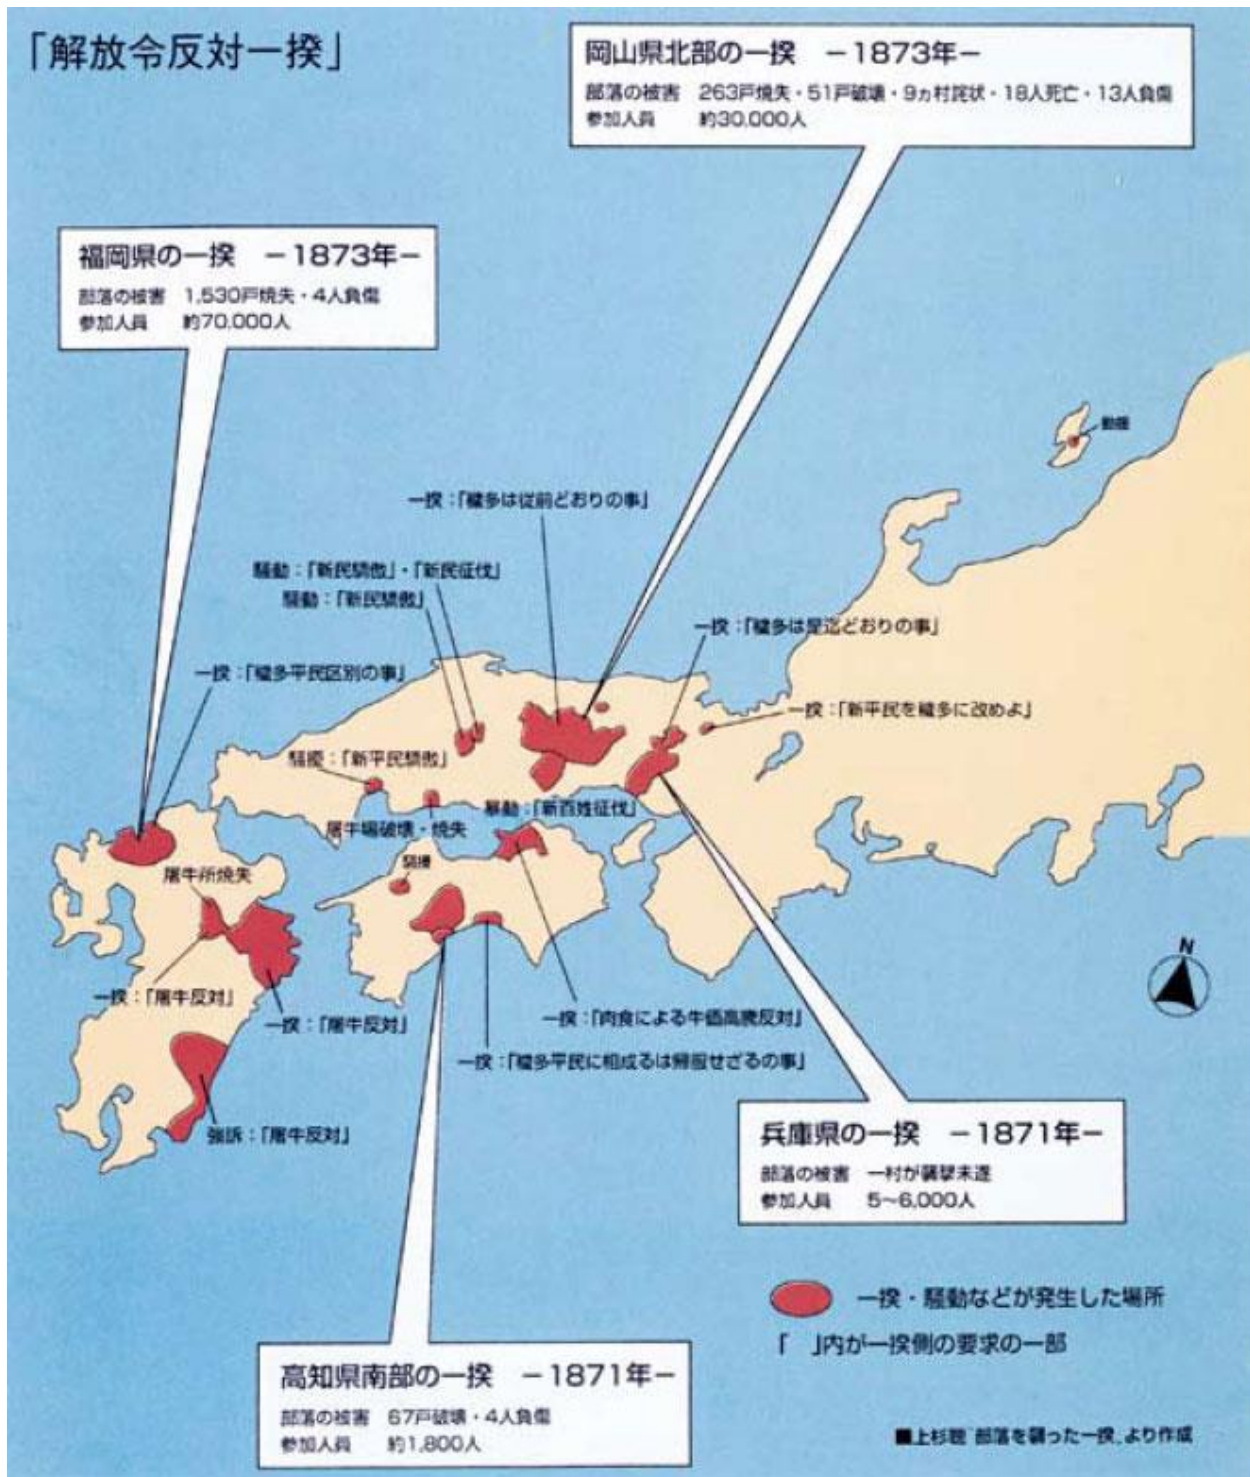 「解放令反対一揆」
岡山県北部の一揆 －1873年－
部落の被害 263戸焼失・51戸破壊・9ヵ村詫状・18人死亡・13人負傷
参加人員 約30,000人
福岡県の一揆 －1873年－
部落の被害 1,530戸焼失・4人負傷
参加人員 約70,000人
一揆：「穢多は従前どおりの事」
騒動：「新民驕傲」・「新民征伐」
騒動：「新民驕傲」
一揆：「穢多は是迄どおりの事」
一揆：「穢多平民区別の事」
一揆：「新平民を穢多に改めよ」
「新平民驕傲」
暴動：「新百姓征伐」
屠牛場破壊・焼失
屠牛所焼失
一揆：「屠牛反対」
一揆：「屠牛反対」
一揆：「肉食による牛価高騰反対」
一揆：「穢多平民に相成るは帰服せざるの事」
強訴：「屠牛反対」
N
兵庫県の一揆 －1871年－
部落の被害 一村が襲撃未遂
参加人員 5～6,000人
一揆・騒動などが発生した場所
「 」内が一揆側の要求の一部
高知県南部の一揆 －1871年－
部落の被害 67戸破壊・4人負傷
参加人員 約1,800人
■上杉聰「部落を襲った一揆」より作成